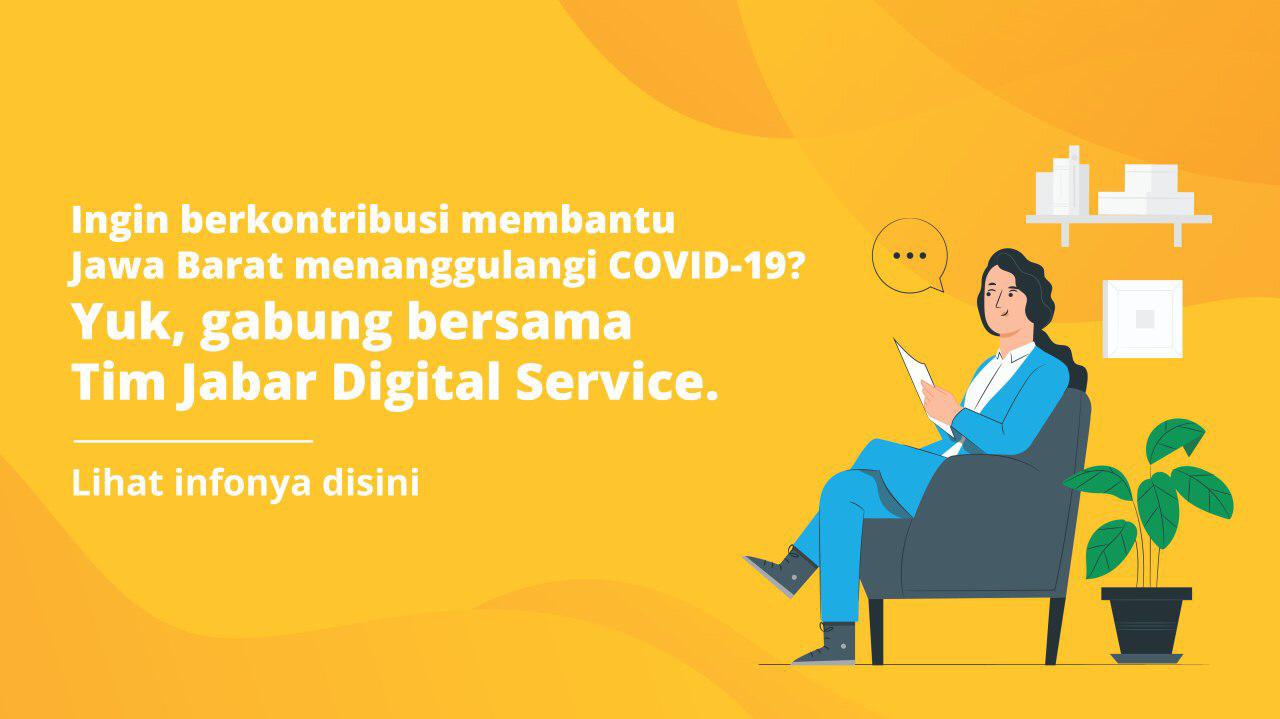 Ingin berkontribusi membantu
Jawa Barat menanggulangi COVID-19?
Yuk, gabung bersama
Tim Jabar Digital Service.
Lihat infonya disini